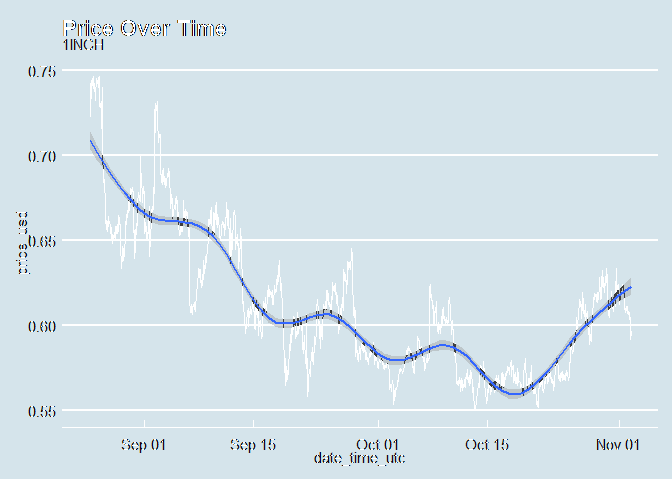 Price Over Time
1INCH
0.75
0.70
0.65
0.60
0.55
price_usd
Sep 01
Sep 15
Oct 01
Oct 15
Nov 01
date_time_utc